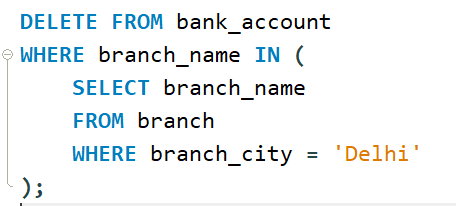 DELETE FROM bank_account
WHERE branch_name IN (
    SELECT branch_name
    FROM branch
    WHERE branch_city = 'Delhi'
);